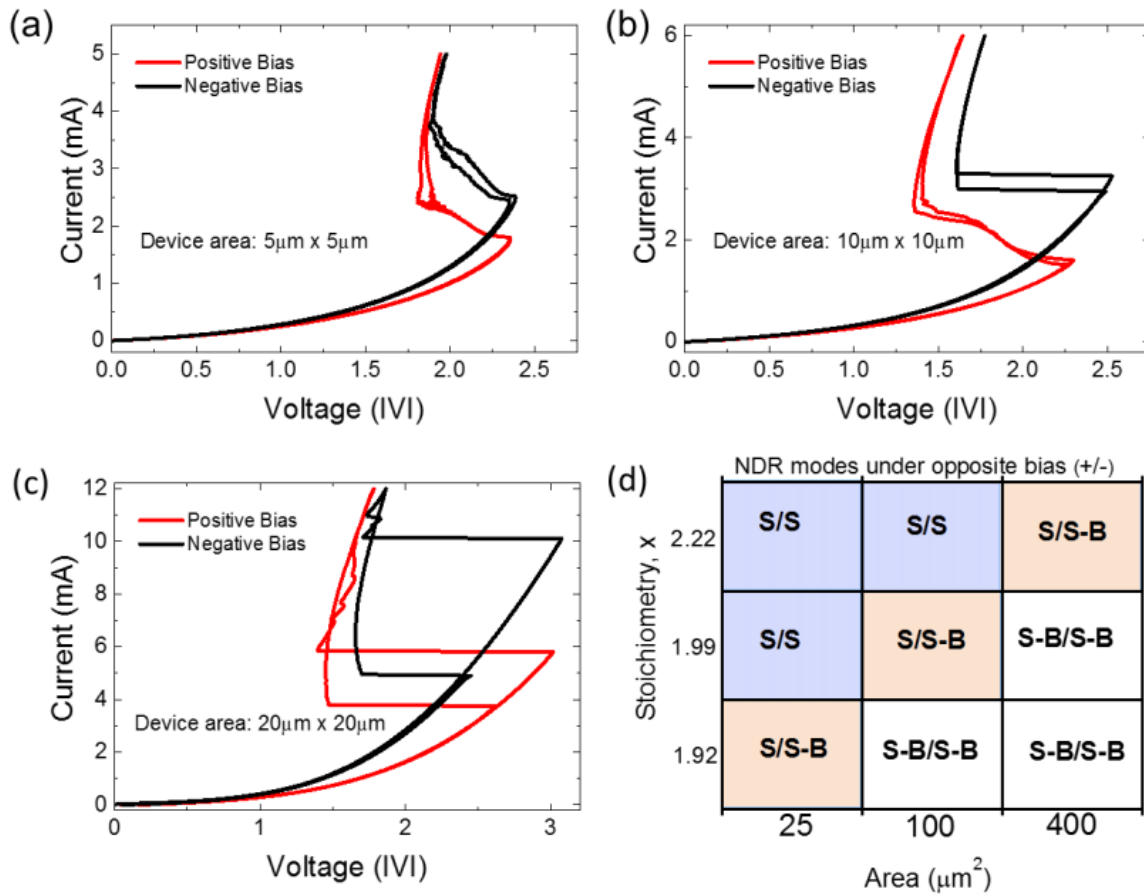 (a)
5
4
3
2
1
0
Current (mA)
Positive Bias
Negative Bias
Device area: 5μm x 5μm
0.0 0.5 1.0 1.5 2.0 2.5
Voltage (IVI)
(b)
6
4
2
0
Current (mA)
Positive Bias
Negative Bias
Device area: 10μm x 10μm
0.0 0.5 1.0 1.5 2.0 2.5
Voltage (IVI)
(c)
12
10
8
6
4
2
0
Current (mA)
Positive Bias
Negative Bias
Device area: 20μm x 20μm
0 1 2 3
Voltage (IVI)
(d)
NDR modes under opposite bias (+/-)
Stoichiometry, x
2.22 S/S S/S S/S-B
1.99 S/S S/S-B S-B/S-B
1.92 S/S-B S-B/S-B S-B/S-B
25 100 400
Area (μm²)